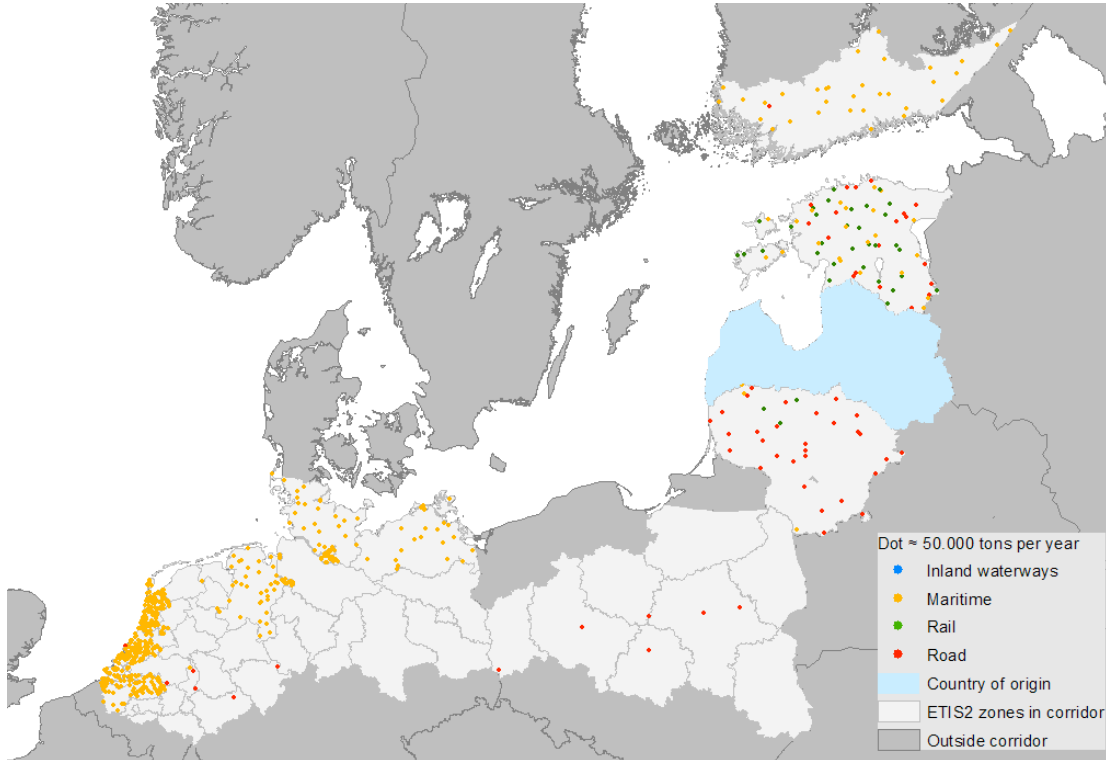 Dot ≈ 50.000 tons per year
Inland waterways
Maritime
Rail
Road
Country of origin
ETIS2 zones in corridor
Outside corridor